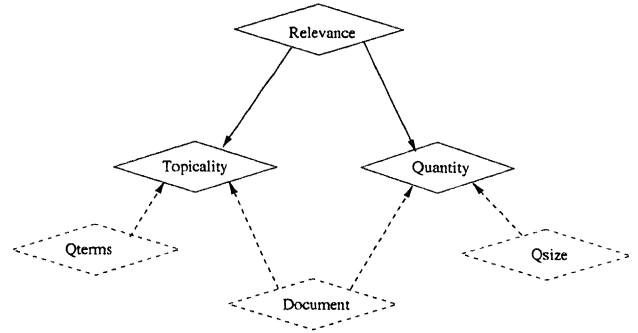 Relevance
Topicality
Quantity
Qterms
Qsize
Document